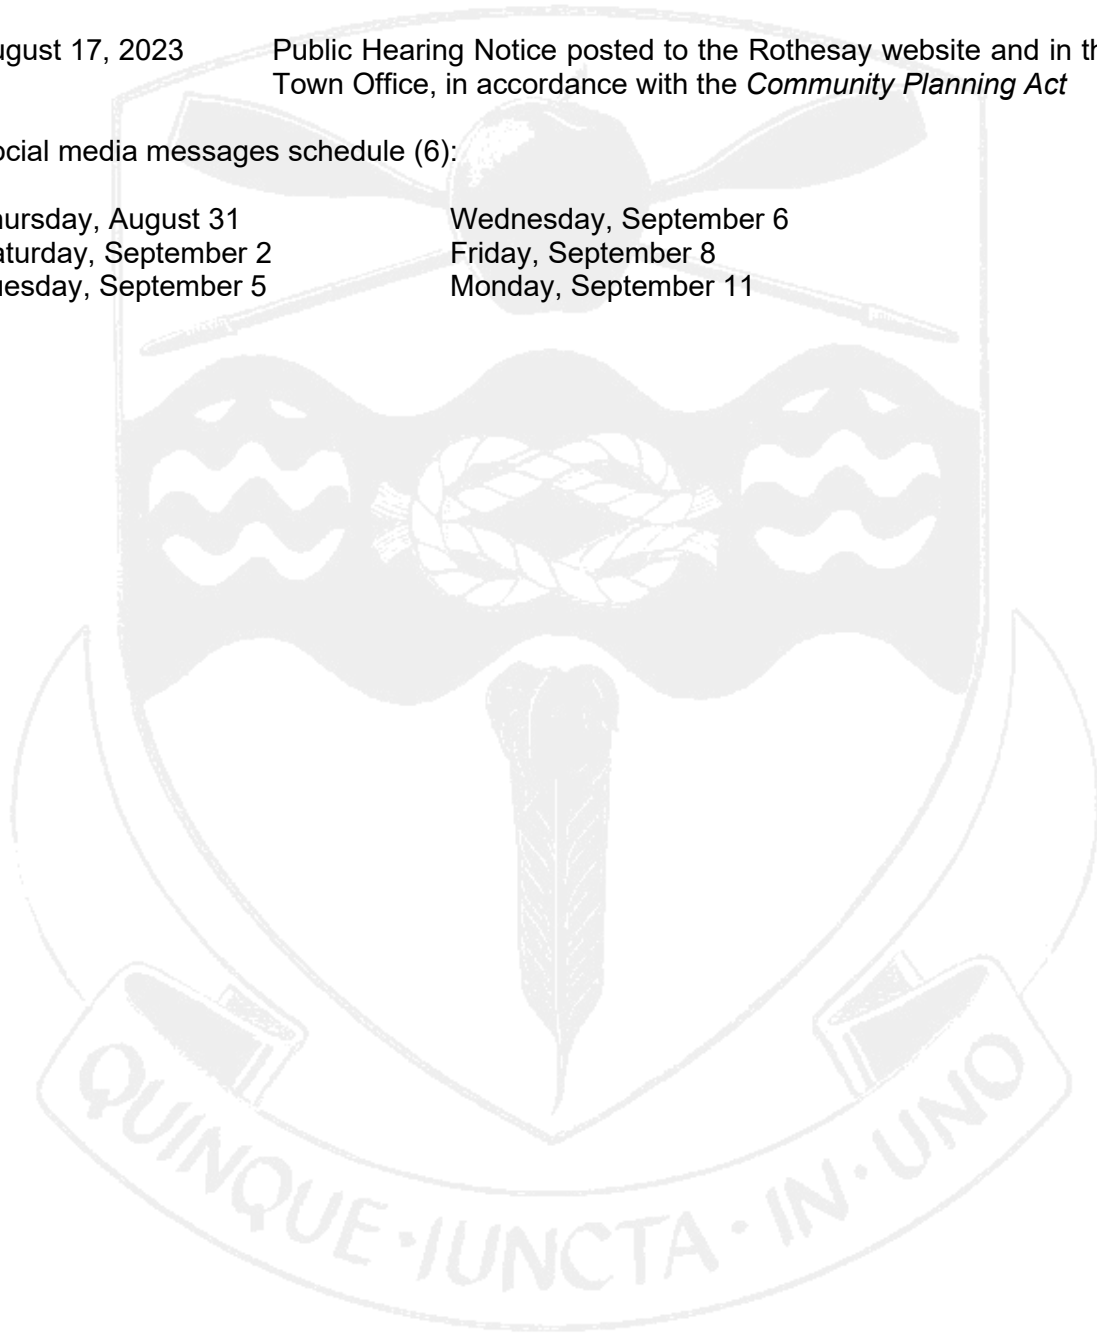 ugust 17, 2023 Public Hearing Notice posted to the Rothesay website and in th
Town Office, in accordance with the Community Planning Act
ocial media messages schedule (6):
ursday, August 31 Wednesday, September 6
aturday, September 2 Friday, September 8
uesday, September 5 Monday, September 11
QUINQUE·IUNCTA·IN·UNO